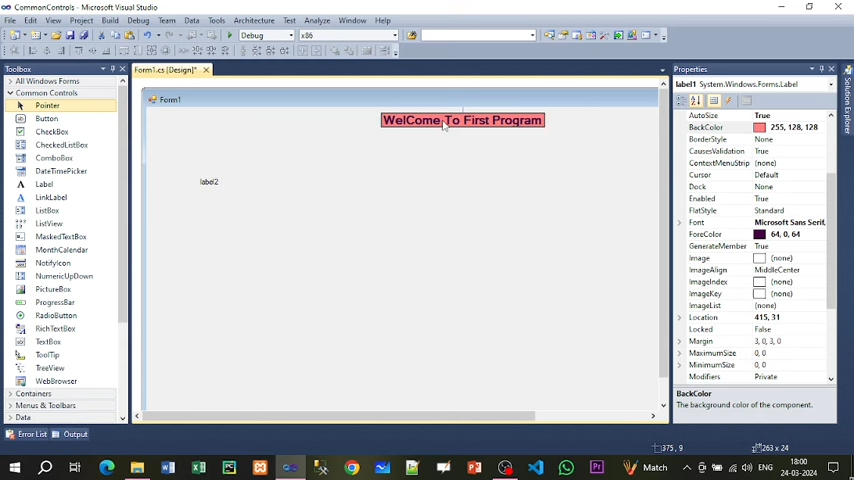 CommonControls - Microsoft Visual Studio
File Edit View Project Build Debug Team Data Tools Architecture Test Analyze Window Help
Debug x86
Toolbox
All Windows Forms
Common Controls
Pointer
Button
CheckBox
CheckedListBox
ComboBox
DateTimePicker
Label
LinkLabel
ListBox
ListView
MaskedTextBox
MonthCalendar
NotifyIcon
NumericUpDown
PictureBox
ProgressBar
RadioButton
RichTextBox
TextBox
ToolTip
TreeView
WebBrowser
Containers
Menus & Toolbars
Data
Error List Output
Form1.cs [Design]*
Form1
WelCome To First Program
label2
Properties
label1 System.Windows.Forms.Label
AutoSize True
BackColor 255, 128, 128
BorderStyle None
CausesValidation True
ContextMenuStrip (none)
Cursor Default
Dock None
Enabled True
FlatStyle Standard
Font Microsoft Sans Serif,
ForeColor 64, 0, 64
GenerateMember True
Image (none)
ImageAlign MiddleCenter
ImageIndex (none)
ImageKey (none)
ImageList (none)
Location 415, 31
Locked False
Margin 3, 0, 3, 0
MaximumSize 0, 0
MinimumSize 0, 0
Modifiers Private
BackColor
The background color of the component.
Solution Explorer
375, 9 263 x 24
Match ENG 18:00
24-03-2024